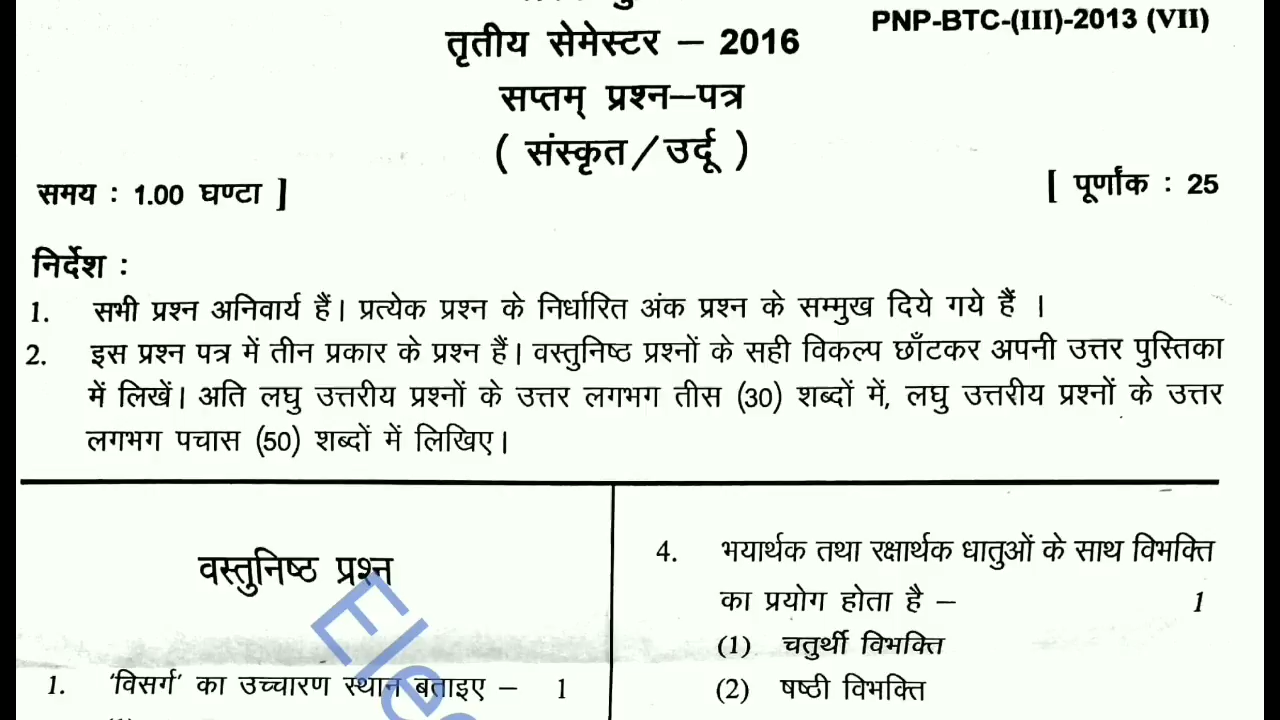 PNP-BTC-(III)-2013 (VII)
तृतीय सेमेस्टर – 2016
सप्तम् प्रश्न–पत्र
( संस्कृत / उर्दू )
समय : 1.00 घण्टा ]
[ पूर्णांक : 25
निर्देश :
1. सभी प्रश्न अनिवार्य हैं। प्रत्येक प्रश्न के निर्धारित अंक प्रश्न के सम्मुख दिये गये हैं ।
2. इस प्रश्न पत्र में तीन प्रकार के प्रश्न हैं। वस्तुनिष्ठ प्रश्नों के सही विकल्प छाँटकर अपनी उत्तर पुस्तिका
में लिखें। अति लघु उत्तरीय प्रश्नों के उत्तर लगभग तीस (30) शब्दों में, लघु उत्तरीय प्रश्नों के उत्तर
लगभग पचास (50) शब्दों में लिखिए।
वस्तुनिष्ठ प्रश्न
1. 'विसर्ग' का उच्चारण स्थान बताइए – 1
4. भयार्थक तथा रक्षार्थक धातुओं के साथ विभक्ति
का प्रयोग होता है – 1
(1) चतुर्थी विभक्ति
(2) षष्ठी विभक्ति